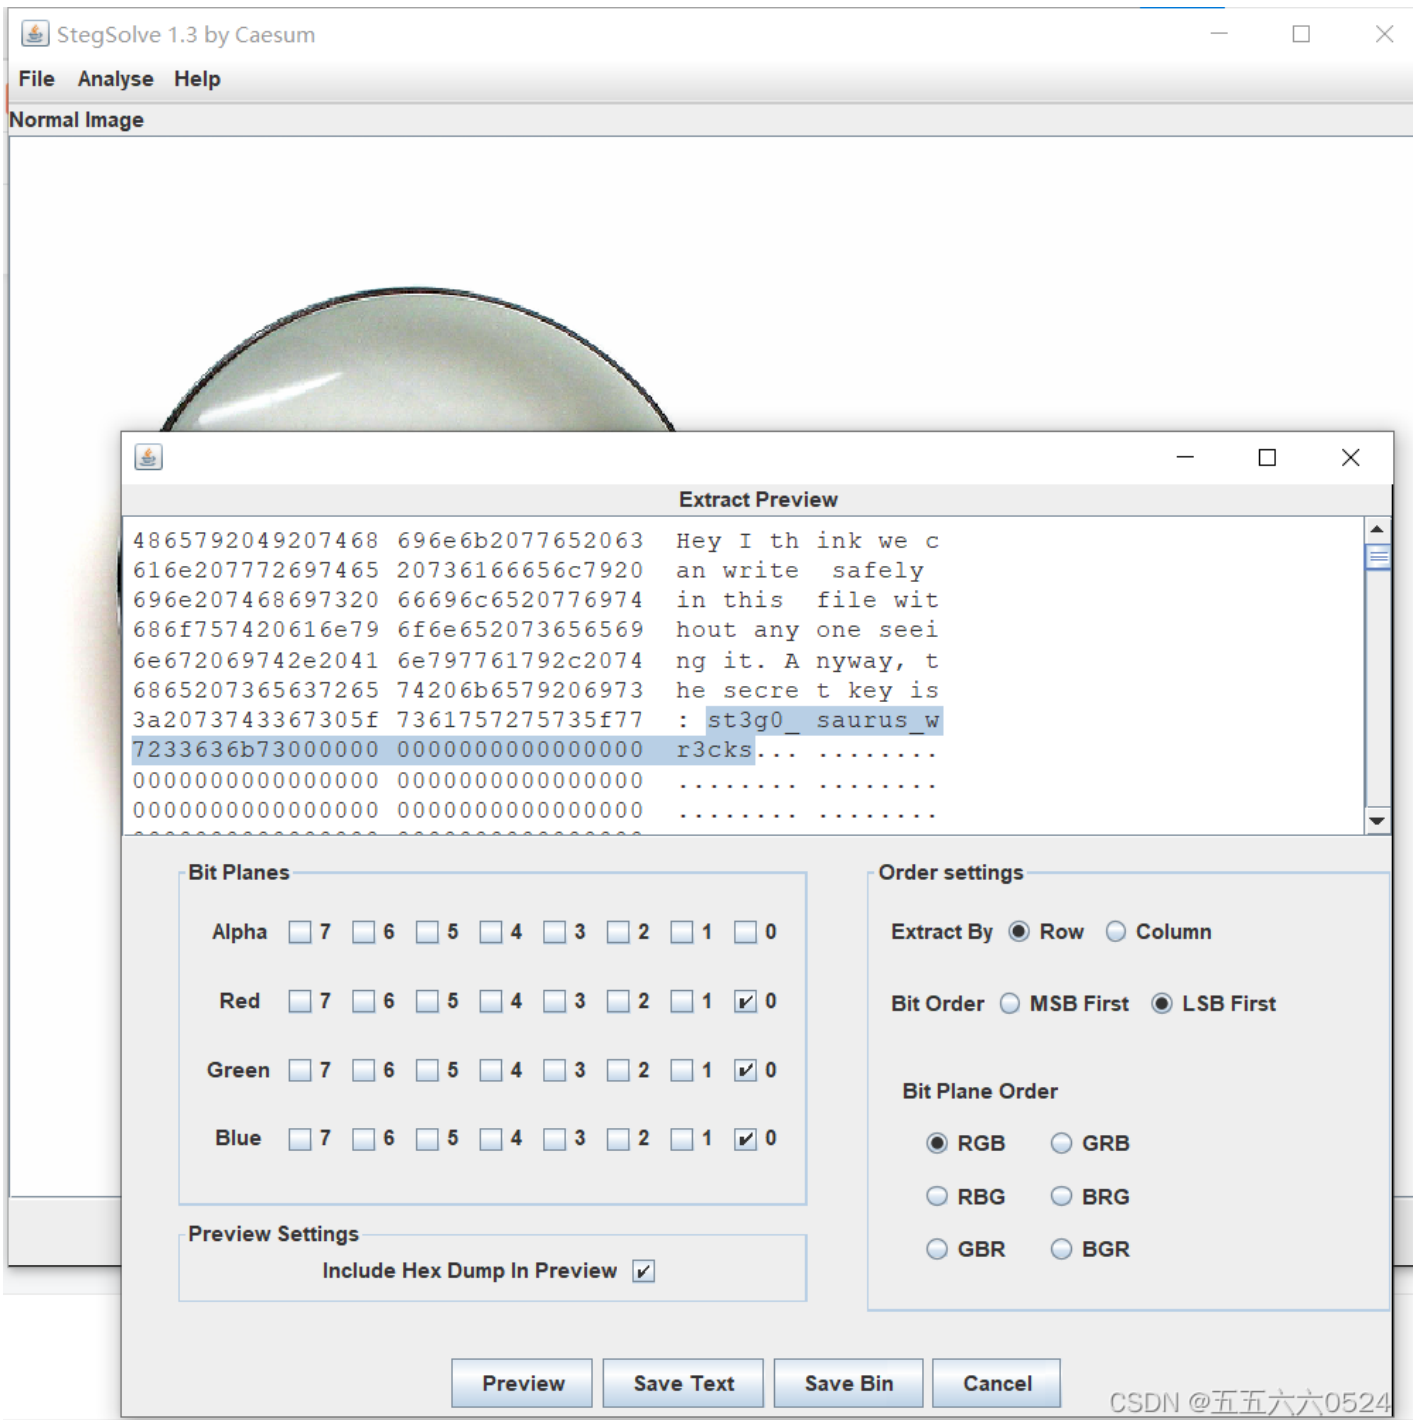 StegSolve 1.3 by Caesum
File Analyse Help
Normal Image
Extract Preview
4865792049207468 696e6b2077652063 Hey I th ink we c
616e207772697465 20736166656c7920 an write  safely
696e207468697320 66696c6520776974 in this  file wit
686f757420616e79 6f6e652073656569 hout any one seei
6e672069742e2041 6e797761792c2074 ng it. A nyway, t
6865207365637265 74206b6579206973 he secre t key is
3a2073743367305f 7361757275735f77 : st3g0_ saurus_w
7233636b73000000 0000000000000000 r3cks... ........
0000000000000000 0000000000000000 ........ ........
0000000000000000 0000000000000000 ........ ........
Bit Planes
Alpha 7 6 5 4 3 2 1 0
Red 7 6 5 4 3 2 1 0
Green 7 6 5 4 3 2 1 0
Blue 7 6 5 4 3 2 1 0
Preview Settings
Include Hex Dump In Preview
Order settings
Extract By Row Column
Bit Order MSB First LSB First
Bit Plane Order
RGB GRB
RBG BRG
GBR BGR
Preview Save Text Save Bin Cancel
CSDN @五五六六0524